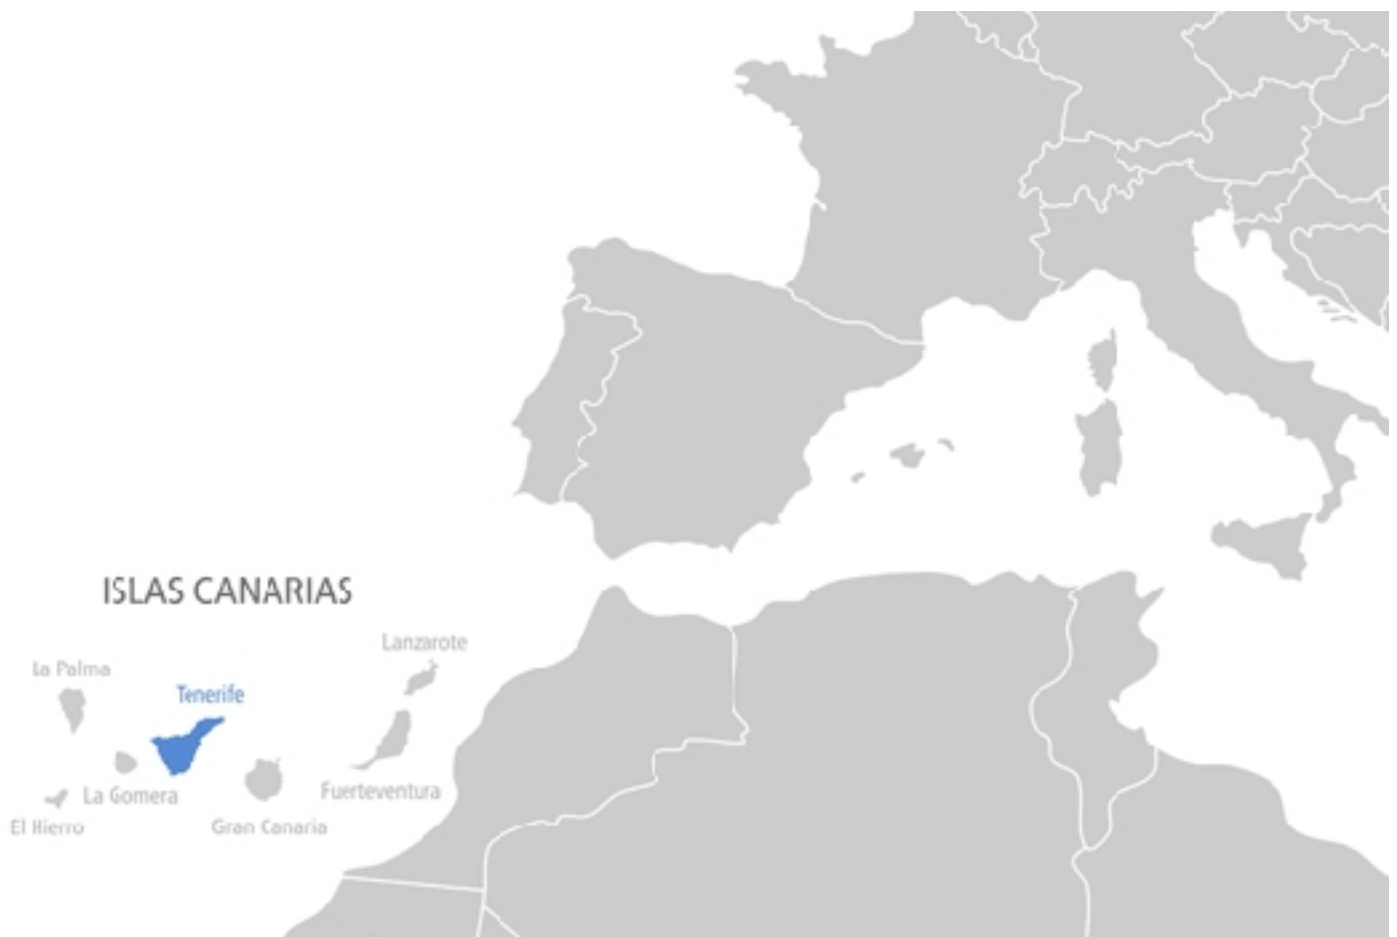 ISLAS CANARIAS
Lanzarote
La Palma
Tenerife
Fuerteventura
La Gomera
El Hierro
Gran Canaria